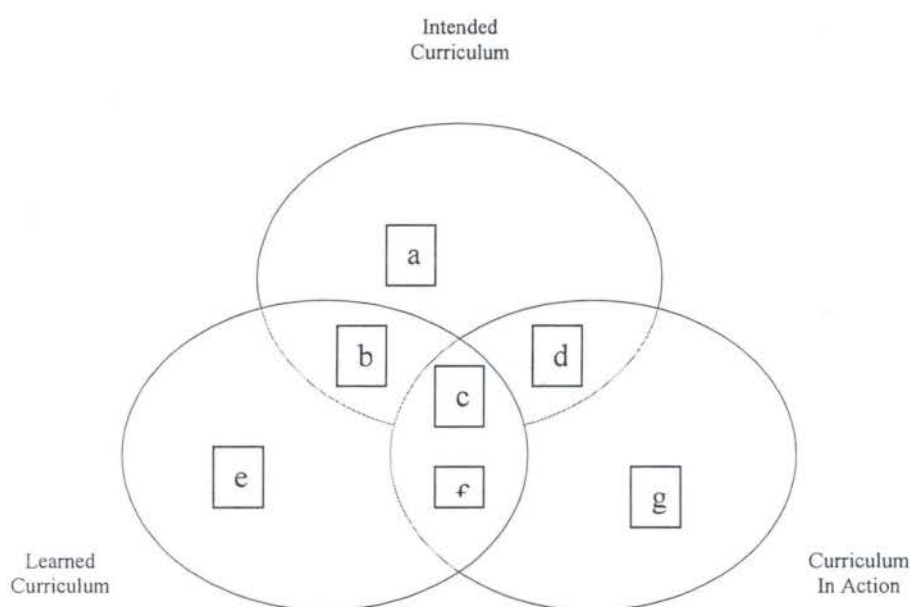 Intended
Curriculum
a
b
d
c
e
f
g
Learned
Curriculum
Curriculum
In Action